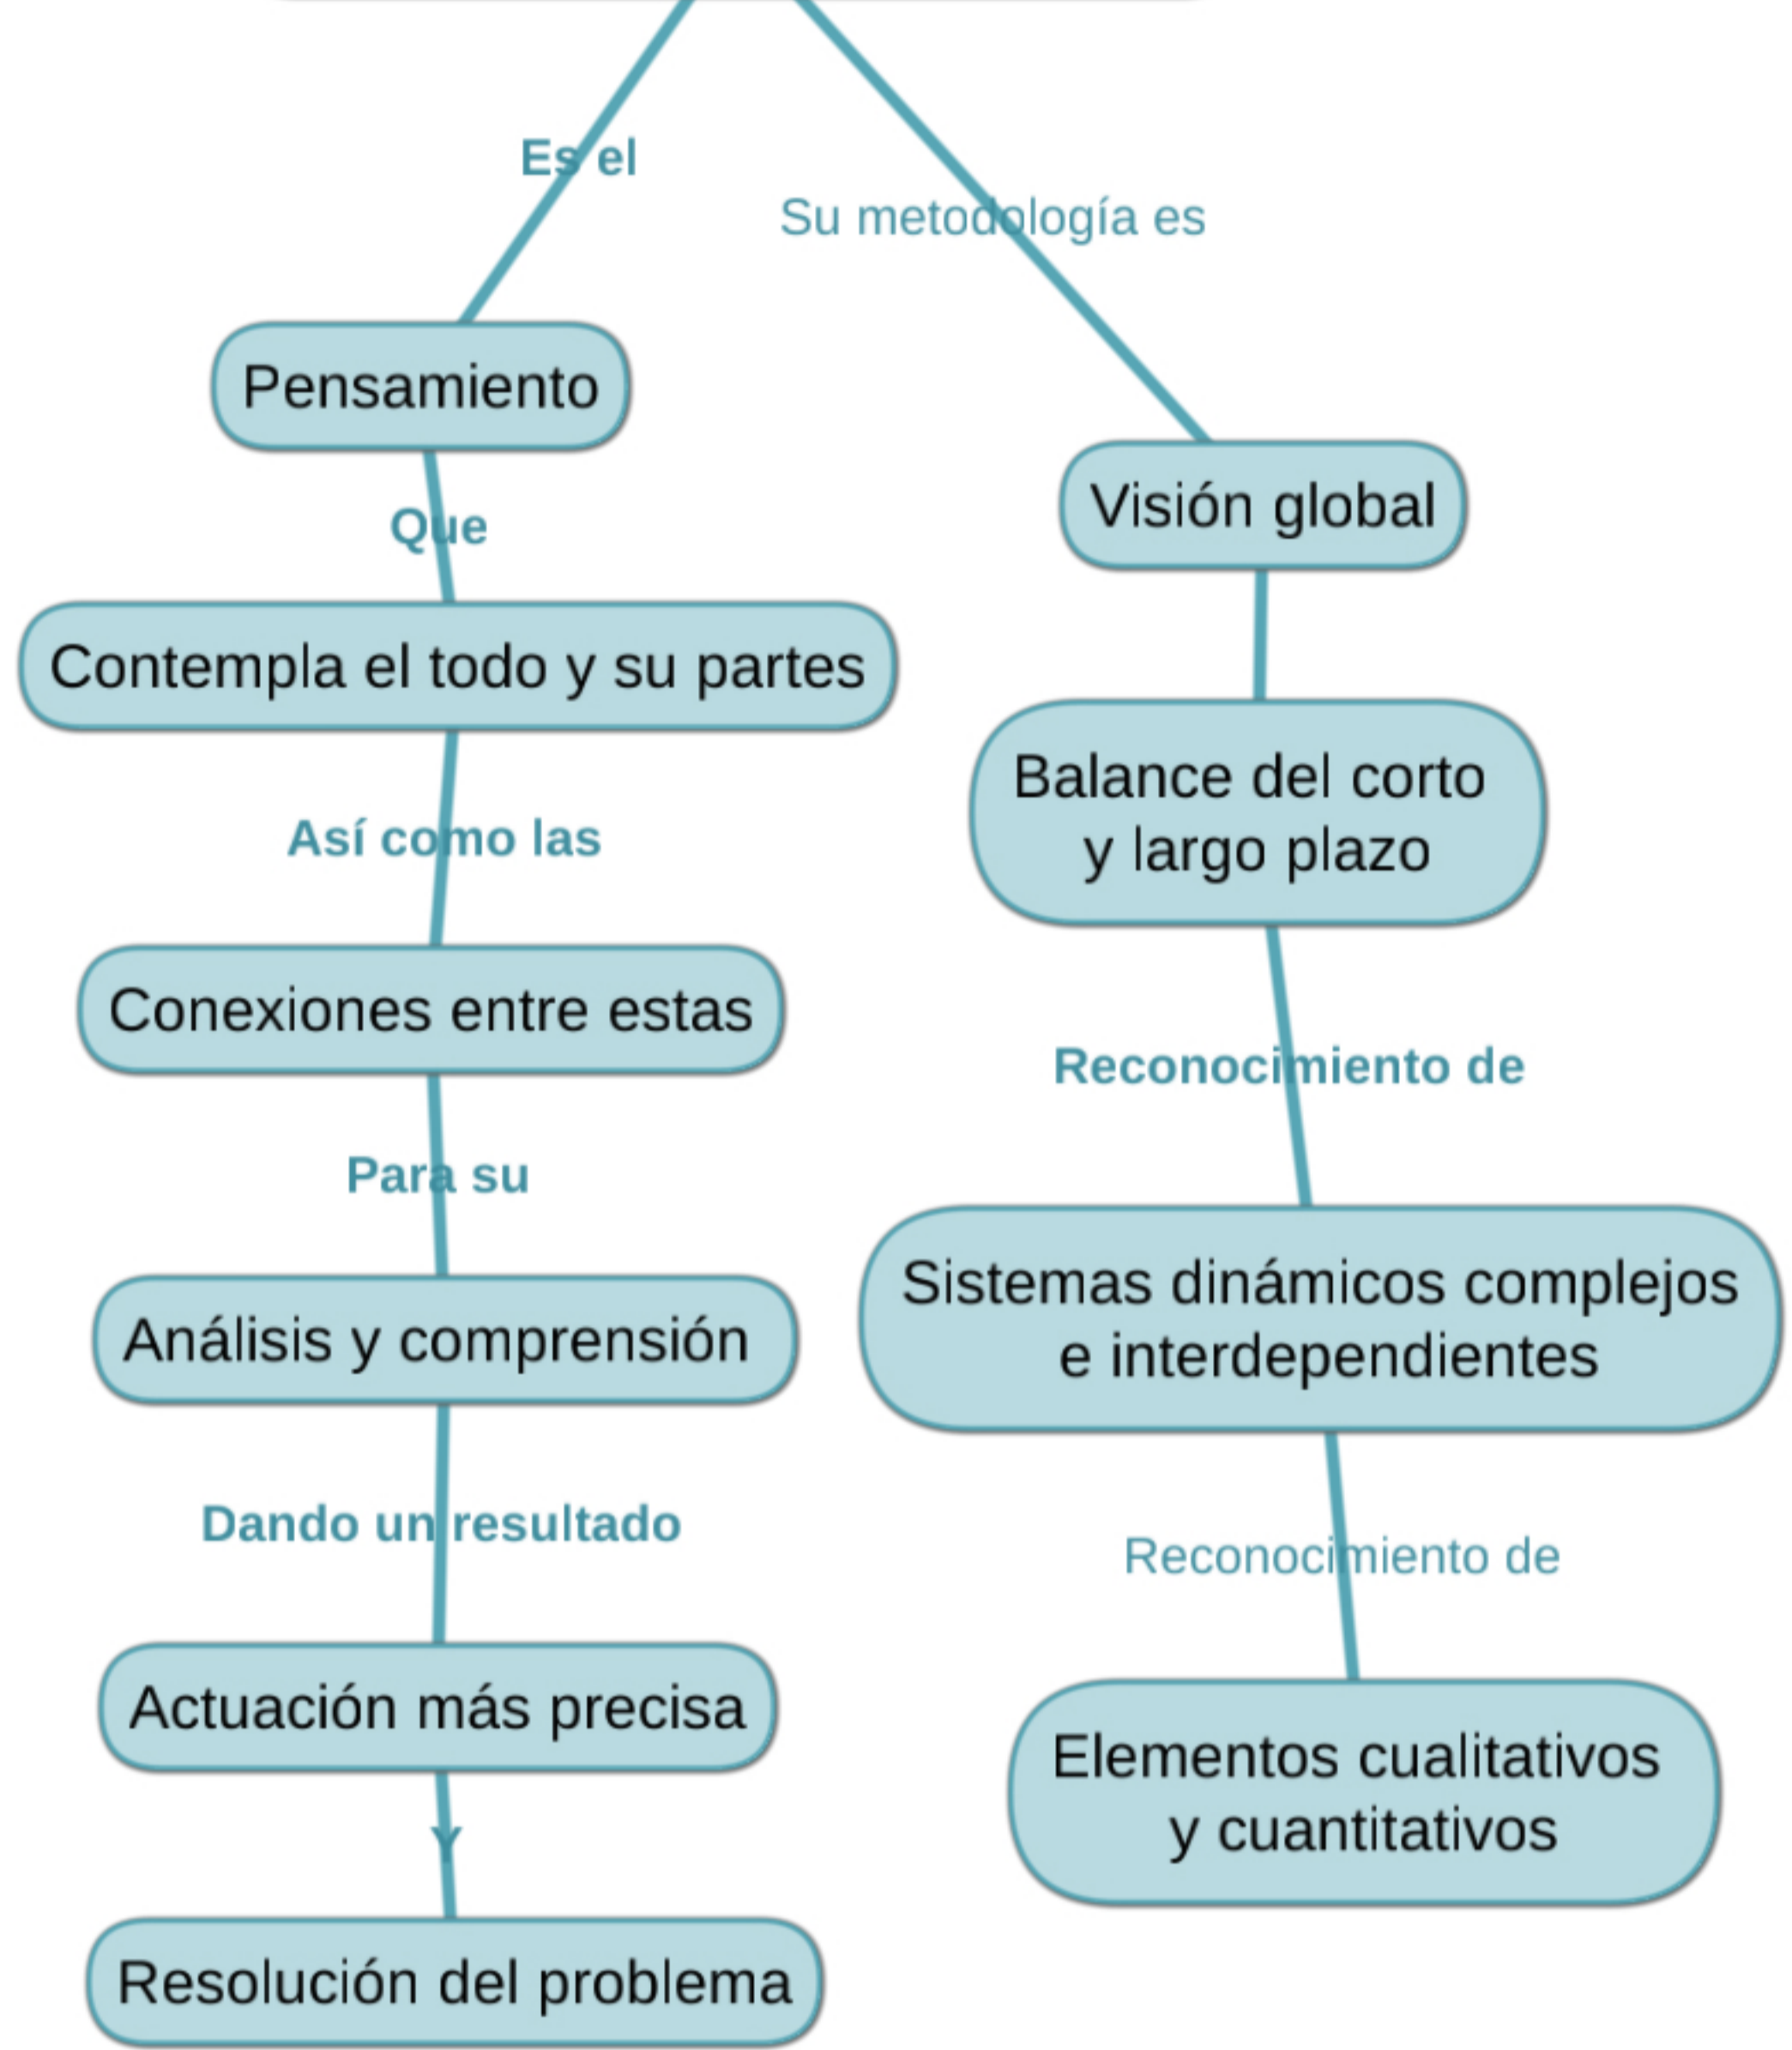 Es el
Pensamiento
Que
Contempla el todo y su partes
Así como las
Conexiones entre estas
Para su
Análisis y comprensión
Dando un resultado
Actuación más precisa
Y
Resolución del problema
Su metodología es
Visión global
Balance del corto
y largo plazo
Reconocimiento de
Sistemas dinámicos complejos
e interdependientes
Reconocimiento de
Elementos cualitativos
y cuantitativos